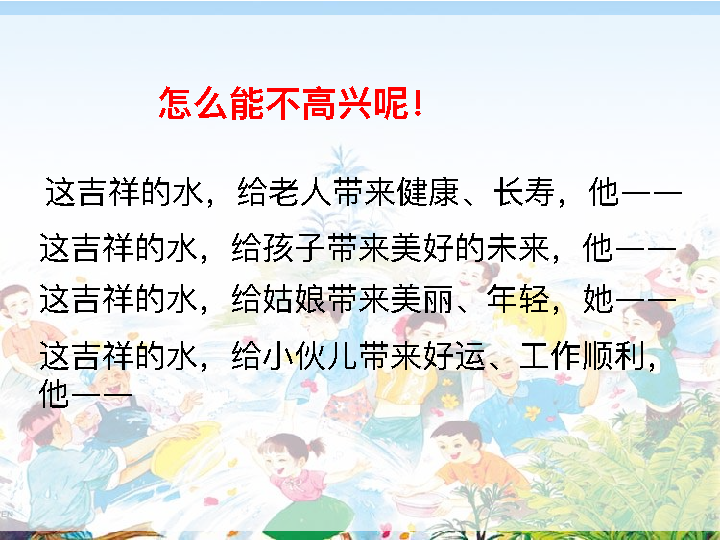 怎么能不高兴呢！
这吉祥的水，给老人带来健康、长寿，他——
这吉祥的水，给孩子带来美好的未来，他——
这吉祥的水，给姑娘带来美丽、年轻，她——
这吉祥的水，给小伙儿带来好运、工作顺利，
他——